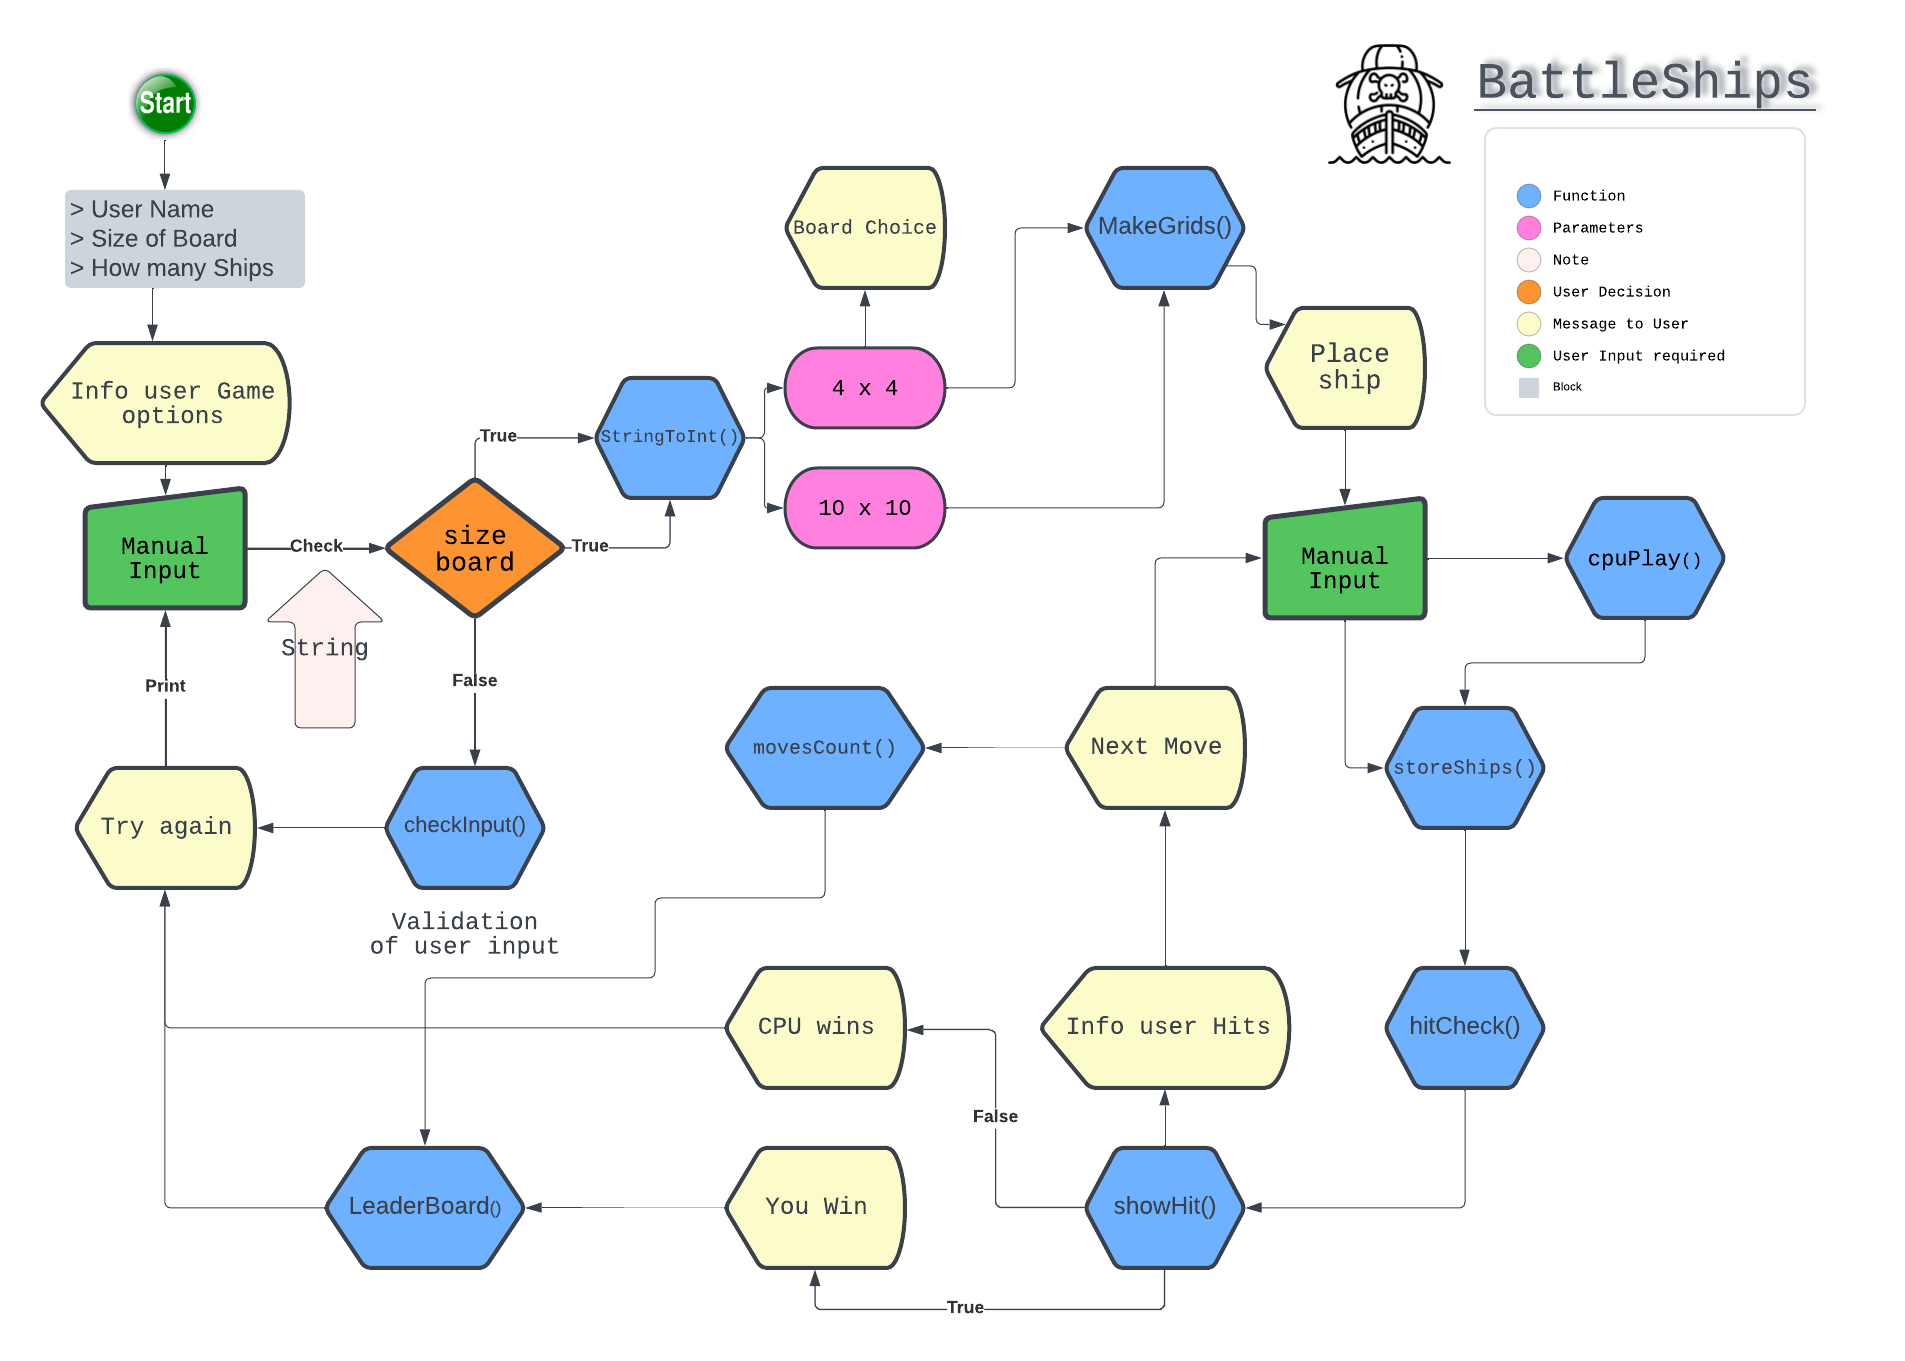 BattleShips
Start
> User Name
> Size of Board
> How many Ships
Function
Parameters
Note
User Decision
Message to User
User Input required
Block
Board Choice
MakeGrids()
Info user Game
options
Place
ship
4 x 4
True
StringToInt()
10 x 10
Manual
Input
Check
size
board
True
Manual
Input
cpuPlay()
String
Print
False
movesCount()
Next Move
storeShips()
Try again
checkInput()
Validation
of user input
CPU wins
Info user Hits
hitCheck()
False
LeaderBoard()
You Win
showHit()
True